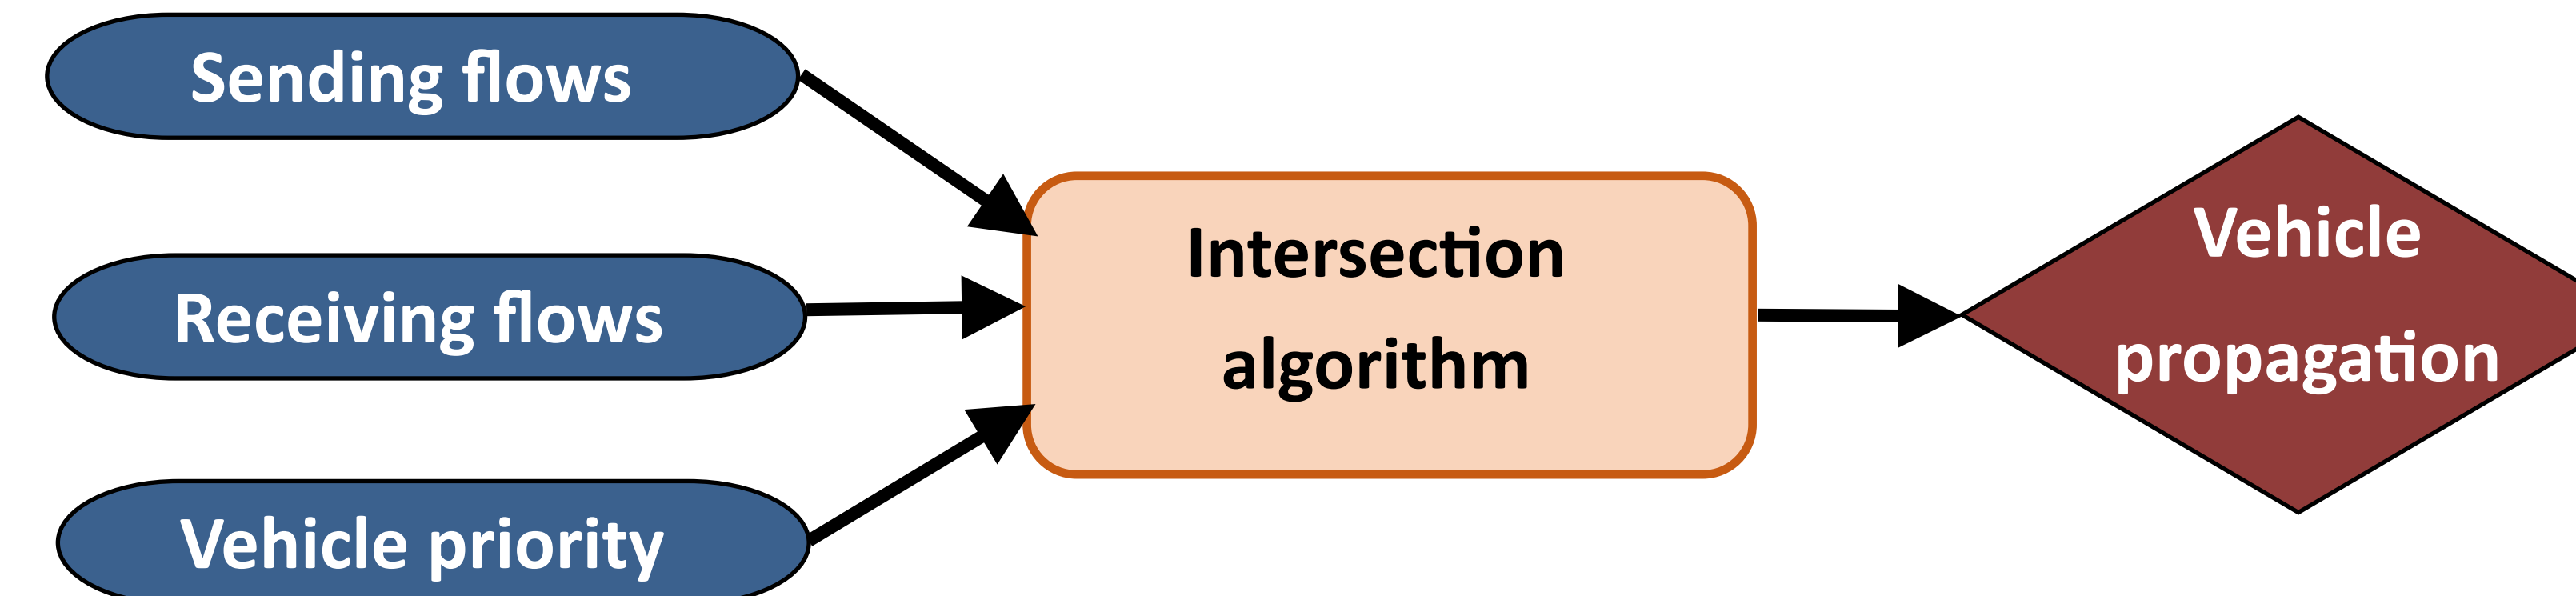 Sending flows
Receiving flows
Vehicle priority
Intersection
algorithm
Vehicle
propagation